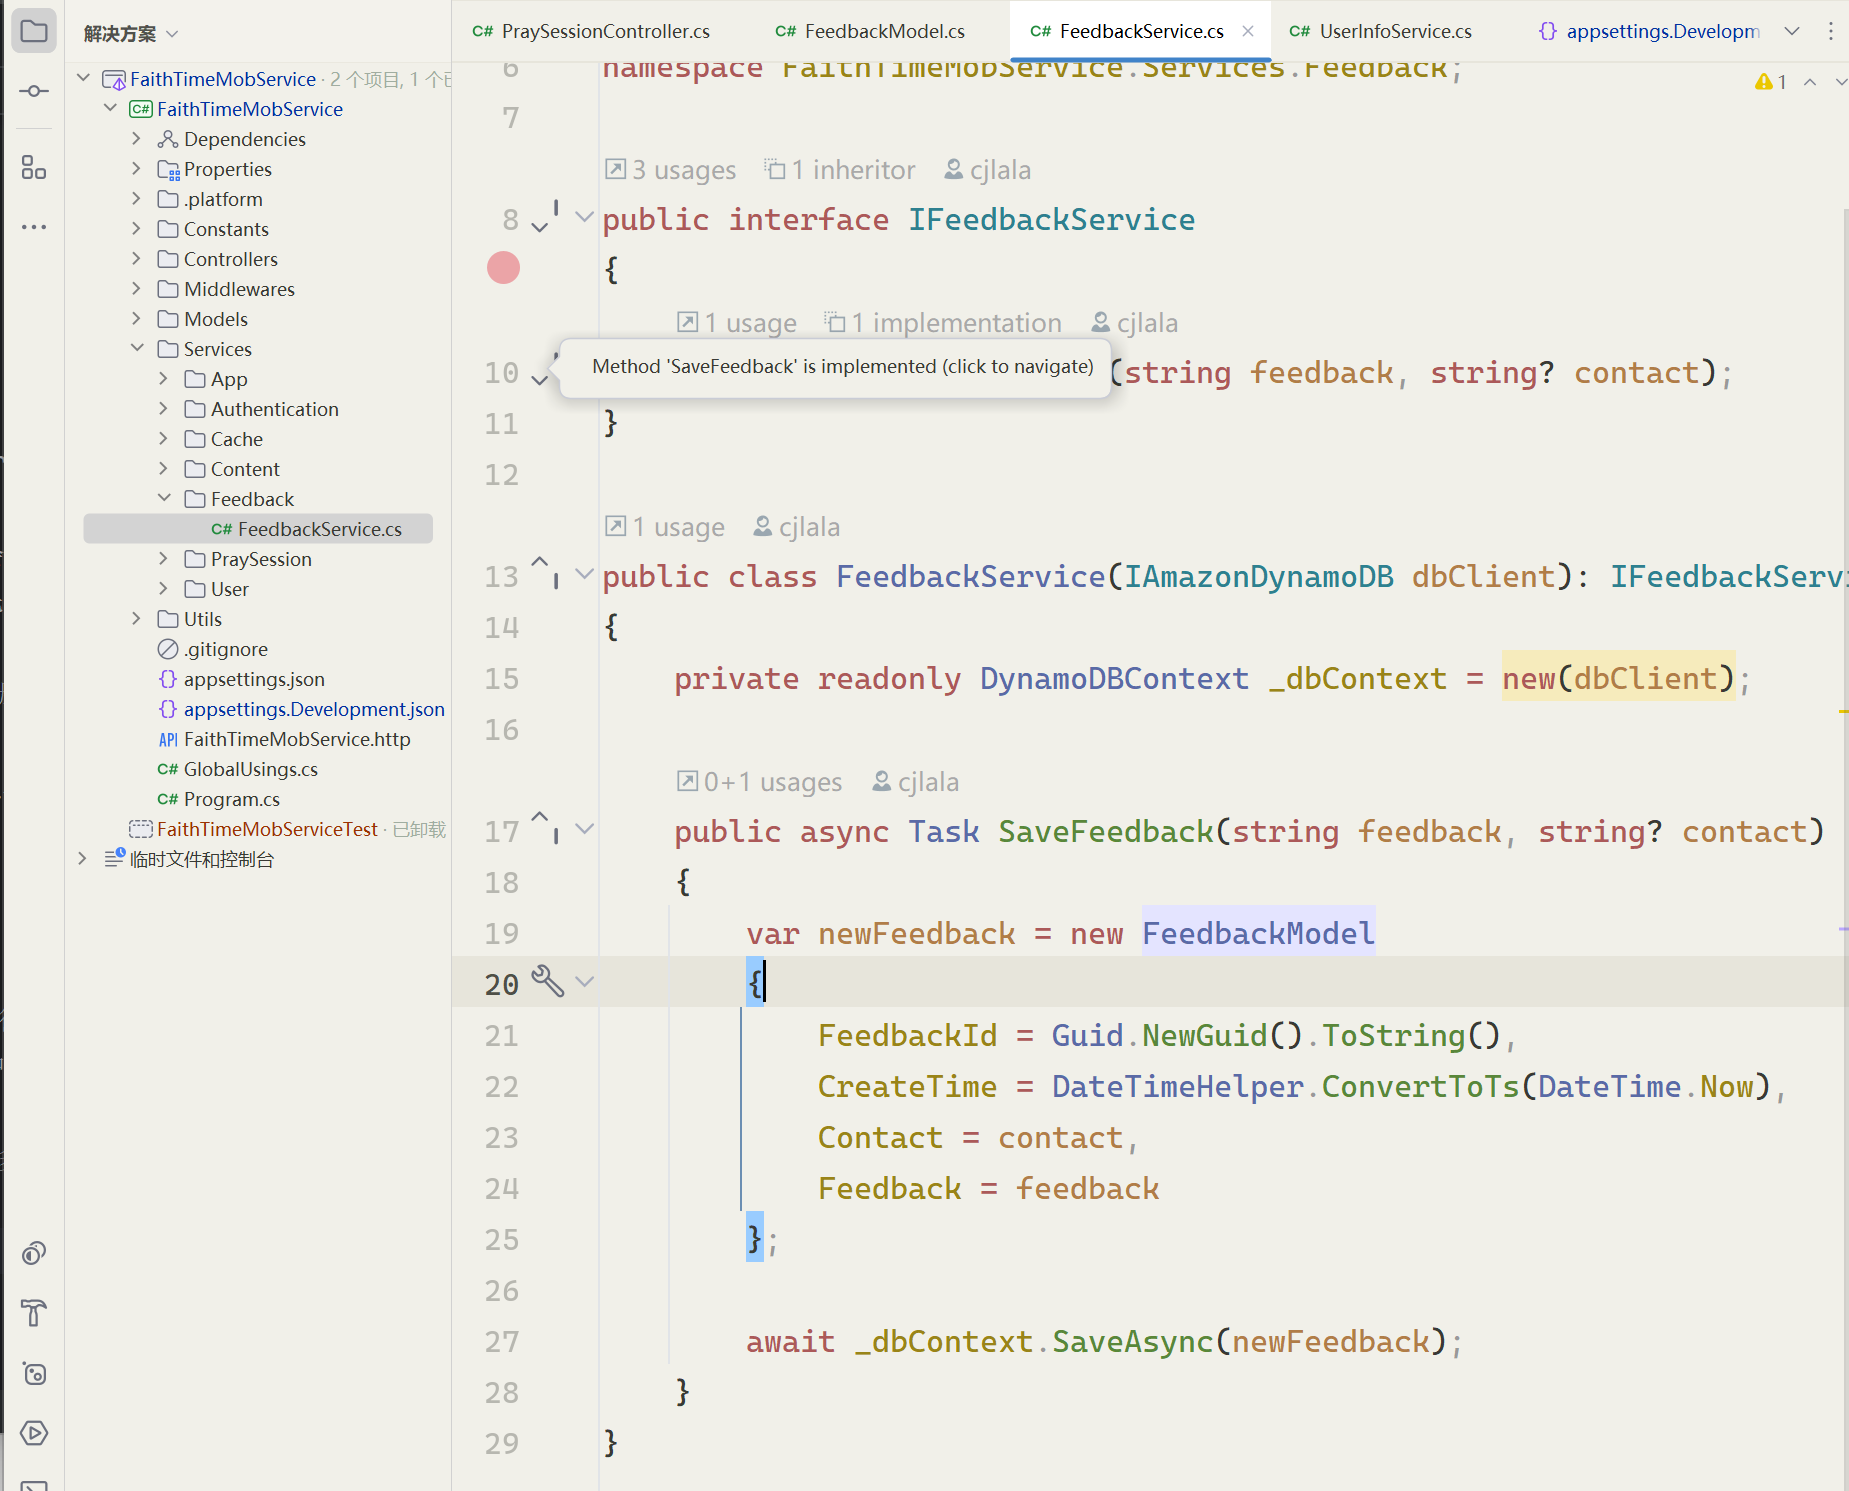 解决方案
FaithTimeMobService · 2 个项目, 1 个已
FaithTimeMobService
Dependencies
Properties
.platform
Constants
Controllers
Middlewares
Models
Services
App
Authentication
Cache
Content
Feedback
C# FeedbackService.cs
PraySession
User
Utils
.gitignore
{} appsettings.json
{} appsettings.Development.json
API FaithTimeMobService.http
C# GlobalUsings.cs
C# Program.cs
FaithTimeMobServiceTest · 已卸载
临时文件和控制台
C# PraySessionController.cs
C# FeedbackModel.cs
C# FeedbackService.cs
C# UserInfoService.cs
{} appsettings.Developm
1
6 namespace FaithTimeMobService.Services.Feedback;
7
3 usages 1 inheritor cjlala
8 public interface IFeedbackService
{
1 usage 1 implementation cjlala
Method 'SaveFeedback' is implemented (click to navigate)
10 (string feedback, string? contact);
11 }
12
1 usage cjlala
13 public class FeedbackService(IAmazonDynamoDB dbClient): IFeedbackServi
14 {
15 private readonly DynamoDBContext _dbContext = new(dbClient);
16
0+1 usages cjlala
17 public async Task SaveFeedback(string feedback, string? contact)
18 {
19 var newFeedback = new FeedbackModel
20 {
21 FeedbackId = Guid.NewGuid().ToString(),
22 CreateTime = DateTimeHelper.ConvertToTs(DateTime.Now),
23 Contact = contact,
24 Feedback = feedback
25 };
26
27 await _dbContext.SaveAsync(newFeedback);
28 }
29 }